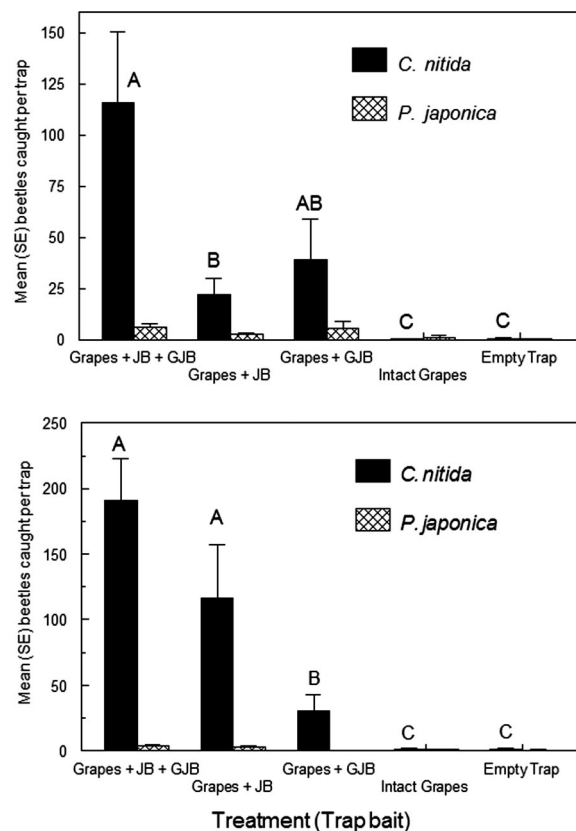 150
125
100
75
50
25
0
Mean (SE) beetles caught per trap
C. nitida
P. japonica
A
B
AB
C
C
Grapes + JB + GJB
Grapes + JB
Grapes + GJB
Intact Grapes
Empty Trap
250
200
150
100
50
0
Mean (SE) beetles caught per trap
C. nitida
P. japonica
A
A
B
C
C
Grapes + JB + GJB
Grapes + JB
Grapes + GJB
Intact Grapes
Empty Trap
Treatment (Trap bait)